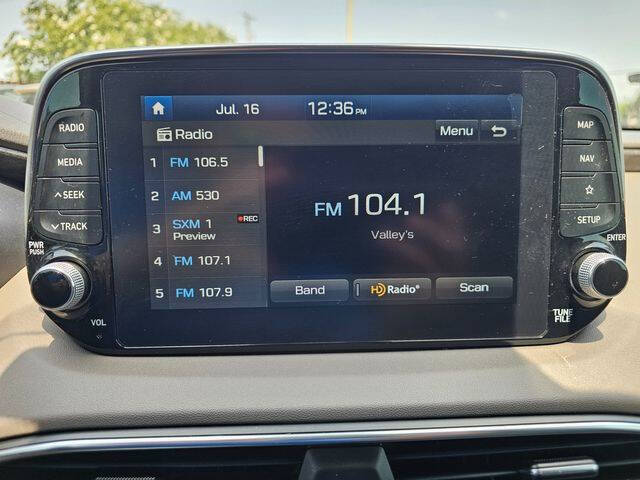 Jul. 16 12:36 PM
Radio Menu
1 FM 106.5
2 AM 530
3 SXM 1 REC
Preview
4 FM 107.1
5 FM 107.9
FM 104.1
Valley's
Band HD Radio® Scan
RADIO
MEDIA
SEEK
TRACK
PWR
PUSH
VOL
MAP
NAV
SETUP
ENTER
TUNE
FILE